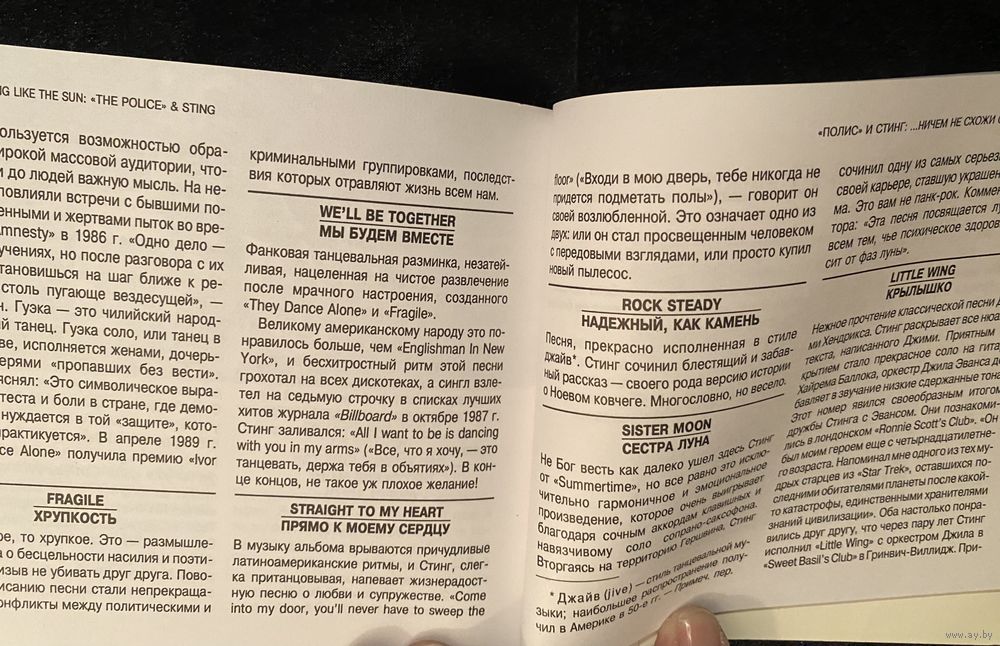 NG LIKE THE SUN: «THE POLICE» & STING
ользуется возможностью обра-
ирокой массовой аудитории, что-
и до людей важную мысль. На не-
повлияли встречи с бывшими по-
енными и жертвами пыток во вре-
mnesty» в 1986 г. «Одно дело —
учениях, но после разговора с их
тановишься на шаг ближе к ре-
столь пугающе вездесущей», —
н. Гуэка — это чилийский народ-
й танец. Гуэка соло, или танец в
ве, исполняется женами, дочерь-
ерями «пропавших без вести».
яснял: «Это символическое выра-
теста и боли в стране, где демо-
нуждается в той «защите», кото-
рактикуется». В апреле 1989 г.
ce Alone» получила премию «Ivor
FRAGILE
ХРУПКОСТЬ
ре, то хрупкое. Это — размышле-
а о бесцельности насилия и поэти-
изыв не убивать друг друга. Пово-
исанию песни стали непрекраща-
онфликты между политическими и
криминальными группировками, последст-
вия которых отравляют жизнь всем нам.
WE'LL BE TOGETHER
МЫ БУДЕМ ВМЕСТЕ
Фанковая танцевальная разминка, незатей-
ливая, нацеленная на чистое развлечение
после мрачного настроения, созданного
«They Dance Alone» и «Fragile».
Великому американскому народу это по-
нравилось больше, чем «Englishman In New
York», и бесхитростный ритм этой песни
грохотал на всех дискотеках, а сингл взле-
тел на седьмую строчку в списках лучших
хитов журнала «Billboard» в октябре 1987 г.
Стинг заливался: «All I want to be is dancing
with you in my arms» («Все, что я хочу, — это
танцевать, держа тебя в объятиях»). В кон-
це концов, не такое уж плохое желание!
STRAIGHT TO MY HEART
ПРЯМО К МОЕМУ СЕРДЦУ
В музыку альбома врываются причудливые
латиноамериканские ритмы, и Стинг, слег-
ка пританцовывая, напевает жизнерадост-
ную песню о любви и супружестве. «Come
into my door, you'll never have to sweep the
«ПОЛИС» И СТИНГ: ...НИЧЕМ НЕ СХОЖИ С
floor» («Входи в мою дверь, тебе никогда не
придется подметать полы»), — говорит он
своей возлюбленной. Это означает одно из
двух: или он стал просвещенным человеком
с передовыми взглядами, или просто купил
новый пылесос.
ROCK STEADY
НАДЕЖНЫЙ, КАК КАМЕНЬ
Песня, прекрасно исполненная в стиле
джайв*. Стинг сочинил блестящий и забав-
ный рассказ — своего рода версию истории
о Ноевом ковчеге. Многословно, но весело.
SISTER MOON
СЕСТРА ЛУНА
Не Бог весть как далеко ушел здесь Стинг
от «Summertime», но все равно это исклю-
чительно гармоничное и эмоциональное
произведение, которое очень выигрывает
благодаря сочным аккордам клавишных и
навязчивому соло сопрано-саксофона.
Вторгаясь на территорию Гершвина, Стинг
* Джайв (jive) — стиль танцевальной му-
зыки; наибольшее распространение полу-
чил в Америке в 50-е гг. — Примеч. пер.
сочинил одну из самых серьез
своей карьере, ставшую украшен
ма. Это вам не панк-рок. Коммен
тора: «Эта песня посвящается лу
всем тем, чье психическое здоров
сит от фаз луны».
LITTLE WING
КРЫЛЫШКО
Нежное прочтение классической песни Д
ми Хендрикса. Стинг раскрывает все нюа
текста, написанного Джими. Приятным
крытием стало прекрасное соло на гита
Хайрема Баллока, оркестр Джила Эванса до
бавляет в звучание низкие сдержанные тона
Этот номер явился своеобразным итогом
дружбы Стинга с Эвансом. Они познакоми-
лись в лондонском «Ronnie Scott's Club». «Он
был моим героем еще с четырнадцатилетне-
го возраста. Напоминал мне одного из тех му-
дрых старцев из «Star Trek», оставшихся по-
следними обитателями планеты после какой-
то катастрофы, единственными хранителями
знаний цивилизации». Оба настолько понра-
вились друг другу, что через пару лет Стинг
исполнил «Little Wing» с оркестром Джила в
«Sweet Basil's Club» в Гринвич-Виллидж. При-
www.ay.by